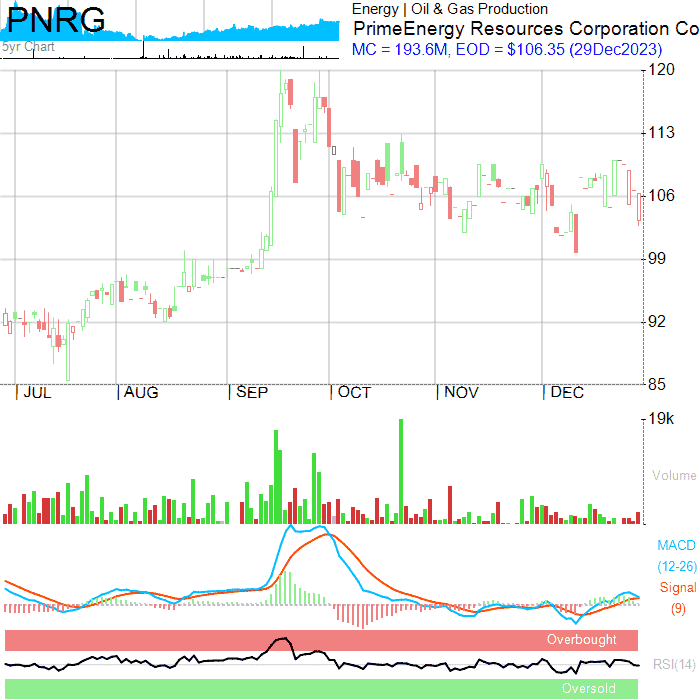 PNRG
5yr Chart
Energy | Oil & Gas Production
PrimeEnergy Resources Corporation Co
MC = 193.6M, EOD = $106.35 (29Dec2023)
120
113
106
99
92
85
JUL AUG SEP OCT NOV DEC
19k
Volume
MACD
(12-26)
Signal
(9)
Overbought
RSI(14)
Oversold